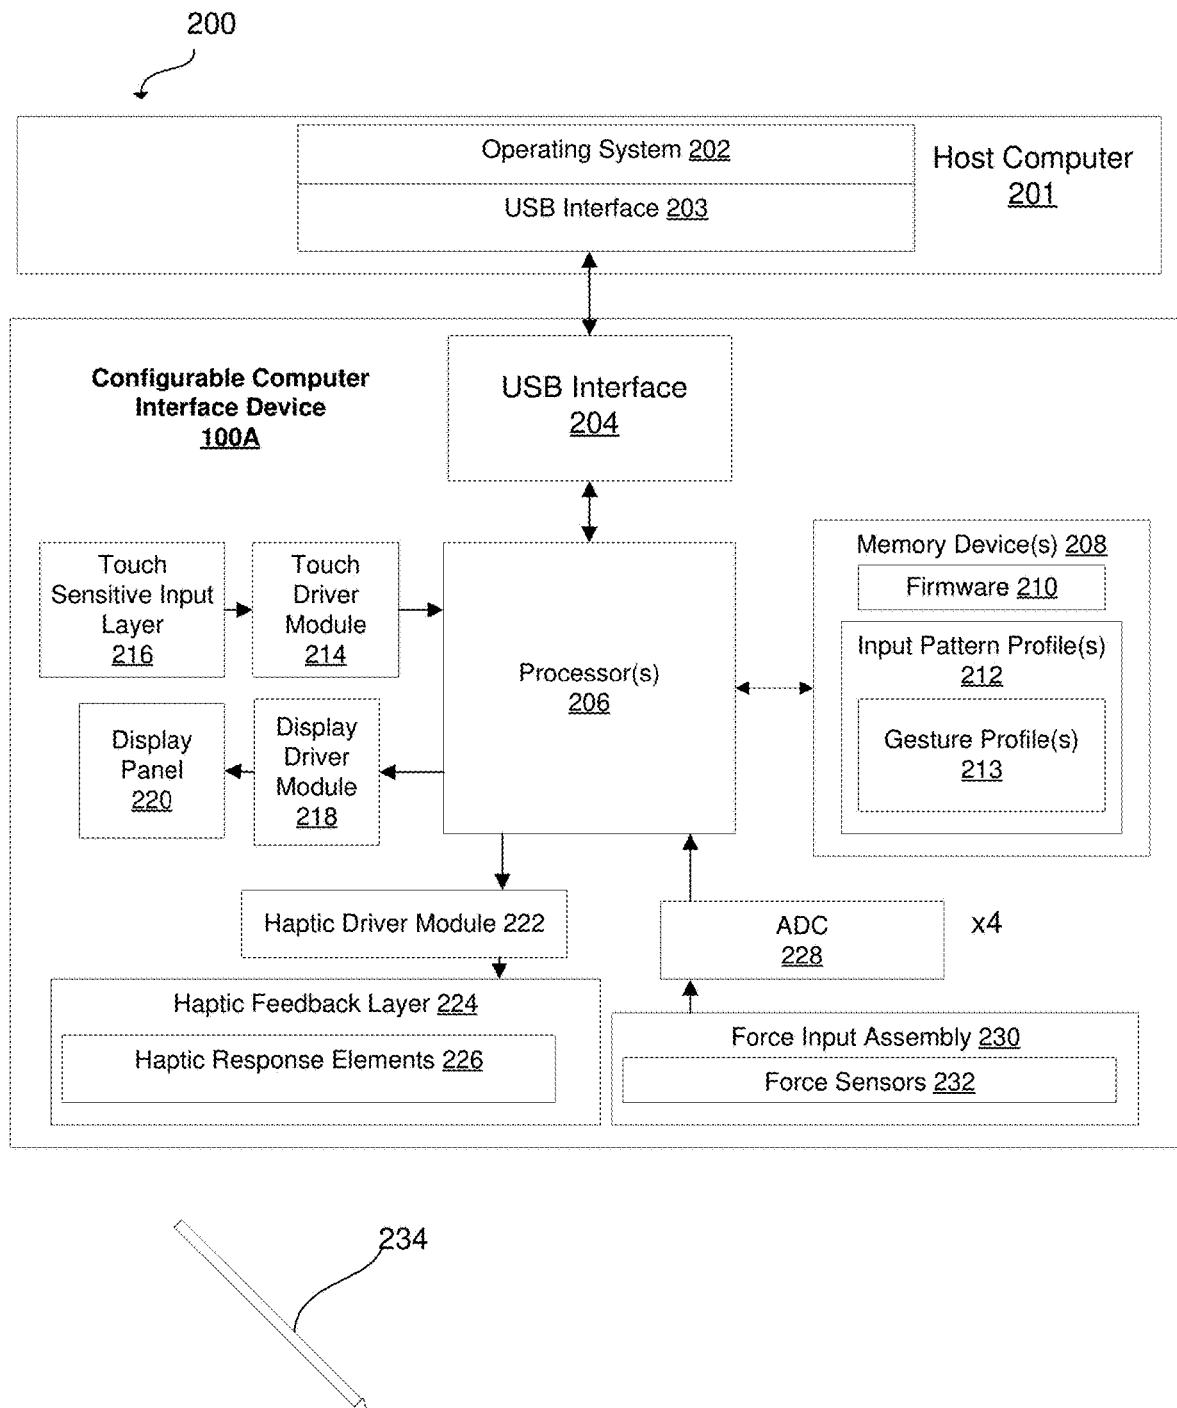 200
Operating System 202
USB Interface 203
Host Computer
201
Configurable Computer
Interface Device
100A
USB Interface
204
Touch
Sensitive Input
Layer
216
Touch
Driver
Module
214
Processor(s)
206
Memory Device(s) 208
Firmware 210
Input Pattern Profile(s)
212
Gesture Profile(s)
213
Display
Panel
220
Display
Driver
Module
218
Haptic Driver Module 222
ADC
228
x4
Haptic Feedback Layer 224
Haptic Response Elements 226
Force Input Assembly 230
Force Sensors 232
234